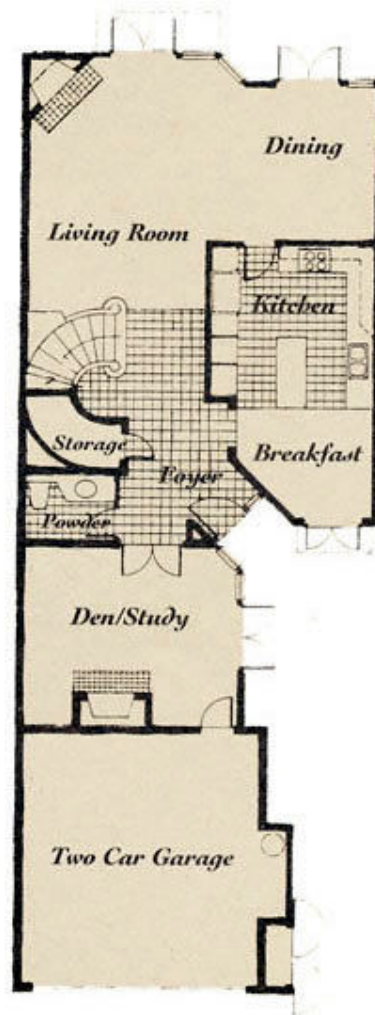 Dining
Living Room
Kitchen
Storage
Breakfast
Foyer
Powder
Den/Study
Two Car Garage